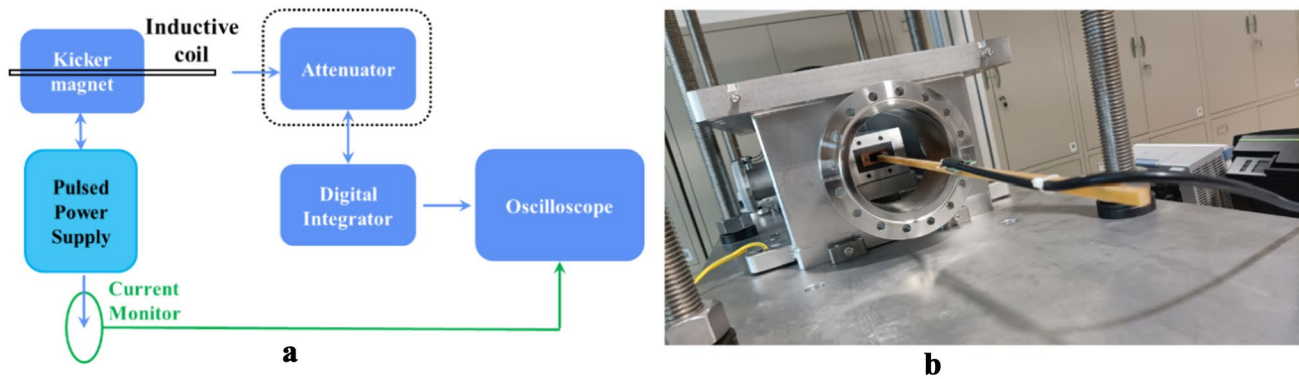 Inductive
coil
Kicker
magnet
Attenuator
Pulsed
Power
Supply
Digital
Integrator
Oscilloscope
Current
Monitor
a
b